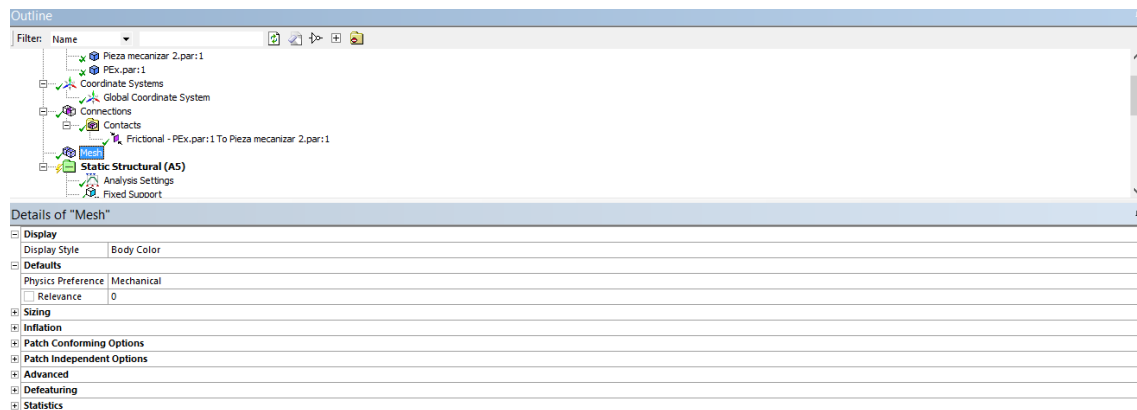 Outline
Filter: Name
Pieza mecanizar 2.par:1
PEx.par:1
Coordinate Systems
Global Coordinate System
Connections
Contacts
Frictional - PEx.par:1 To Pieza mecanizar 2.par:1
Mesh
Static Structural (A5)
Analysis Settings
Fixed Support
Details of "Mesh"
Display
Display Style Body Color
Defaults
Physics Preference Mechanical
Relevance 0
Sizing
Inflation
Patch Conforming Options
Patch Independent Options
Advanced
Defeaturing
Statistics